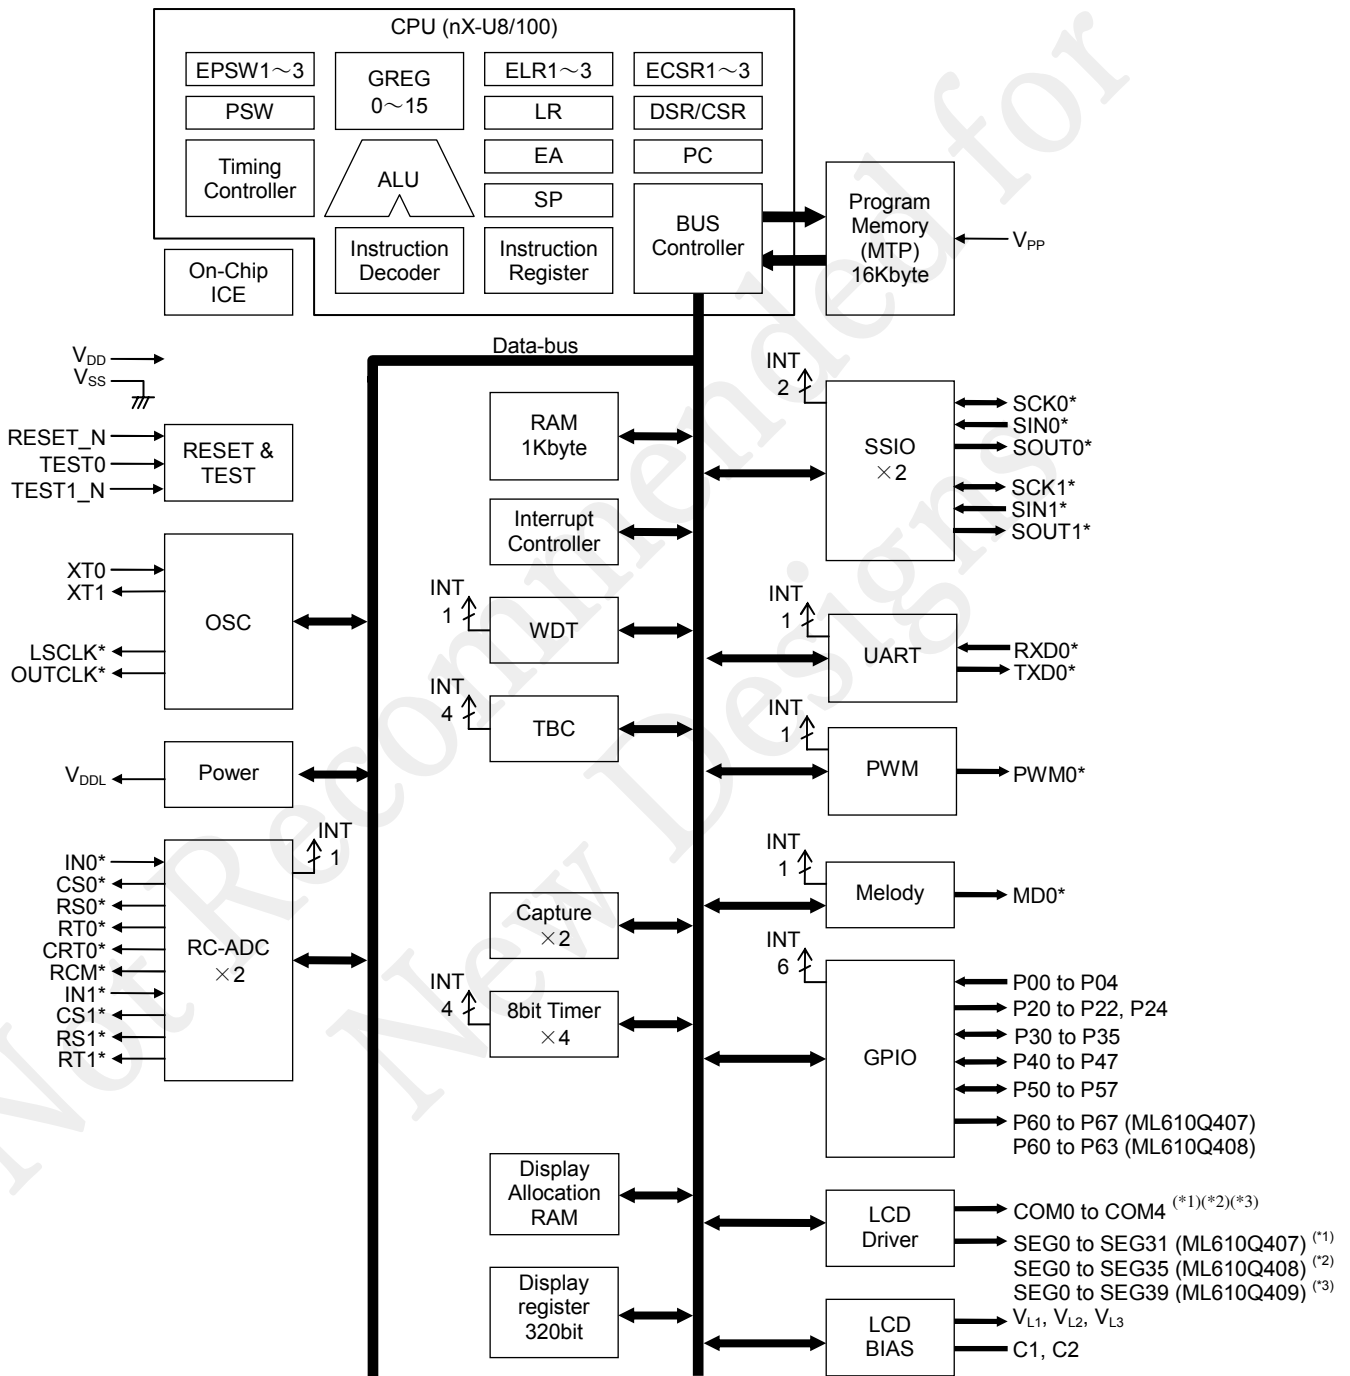 CPU (nX-U8/100)
EPSW1～3
GREG
0～15
ELR1～3
ECSR1～3
PSW
LR
DSR/CSR
Timing
Controller
ALU
EA
PC
SP
BUS
Controller
Program
Memory
(MTP)
16Kbyte
VPP
Instruction
Decoder
Instruction
Register
On-Chip
ICE
Data-bus
VDD
VSS
RESET_N
TEST0
TEST1_N
RESET &
TEST
XT0
XT1
LSCLK*
OUTCLK*
OSC
VDDL
Power
IN0*
CS0*
RS0*
RT0*
CRT0*
RCM*
IN1*
CS1*
RS1*
RT1*
RC-ADC
×2
INT
1
RAM
1Kbyte
Interrupt
Controller
INT
1
WDT
INT
4
TBC
Capture
×2
INT
4
8bit Timer
×4
Display
Allocation
RAM
Display
register
320bit
INT
2
SSIO
×2
SCK0*
SIN0*
SOUT0*
SCK1*
SIN1*
SOUT1*
INT
1
UART
RXD0*
TXD0*
INT
1
PWM
PWM0*
INT
1
Melody
MD0*
INT
6
GPIO
P00 to P04
P20 to P22, P24
P30 to P35
P40 to P47
P50 to P57
P60 to P67 (ML610Q407)
P60 to P63 (ML610Q408)
LCD
Driver
COM0 to COM4 (*1)(*2)(*3)
SEG0 to SEG31 (ML610Q407) (*1)
SEG0 to SEG35 (ML610Q408) (*2)
SEG0 to SEG39 (ML610Q409) (*3)
LCD
BIAS
VL1, VL2, VL3
C1, C2
Not Recommended for
New Designs